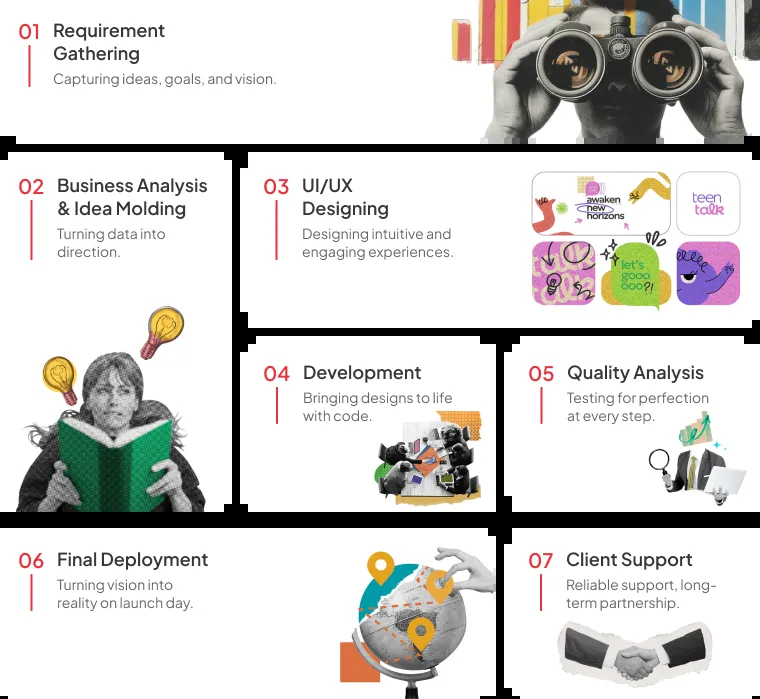 01 Requirement
Gathering
Capturing ideas, goals, and vision.
02 Business Analysis
& Idea Molding
Turning data into
direction.
03 UI/UX
Designing
Designing intuitive and
engaging experiences.
awaken
new
horizons
teen
talk
talk
let's
gooo
ooo?!
04 Development
Bringing designs to life
with code.
05 Quality Analysis
Testing for perfection
at every step.
06 Final Deployment
Turning vision into
reality on launch day.
07 Client Support
Reliable support, long-
term partnership.